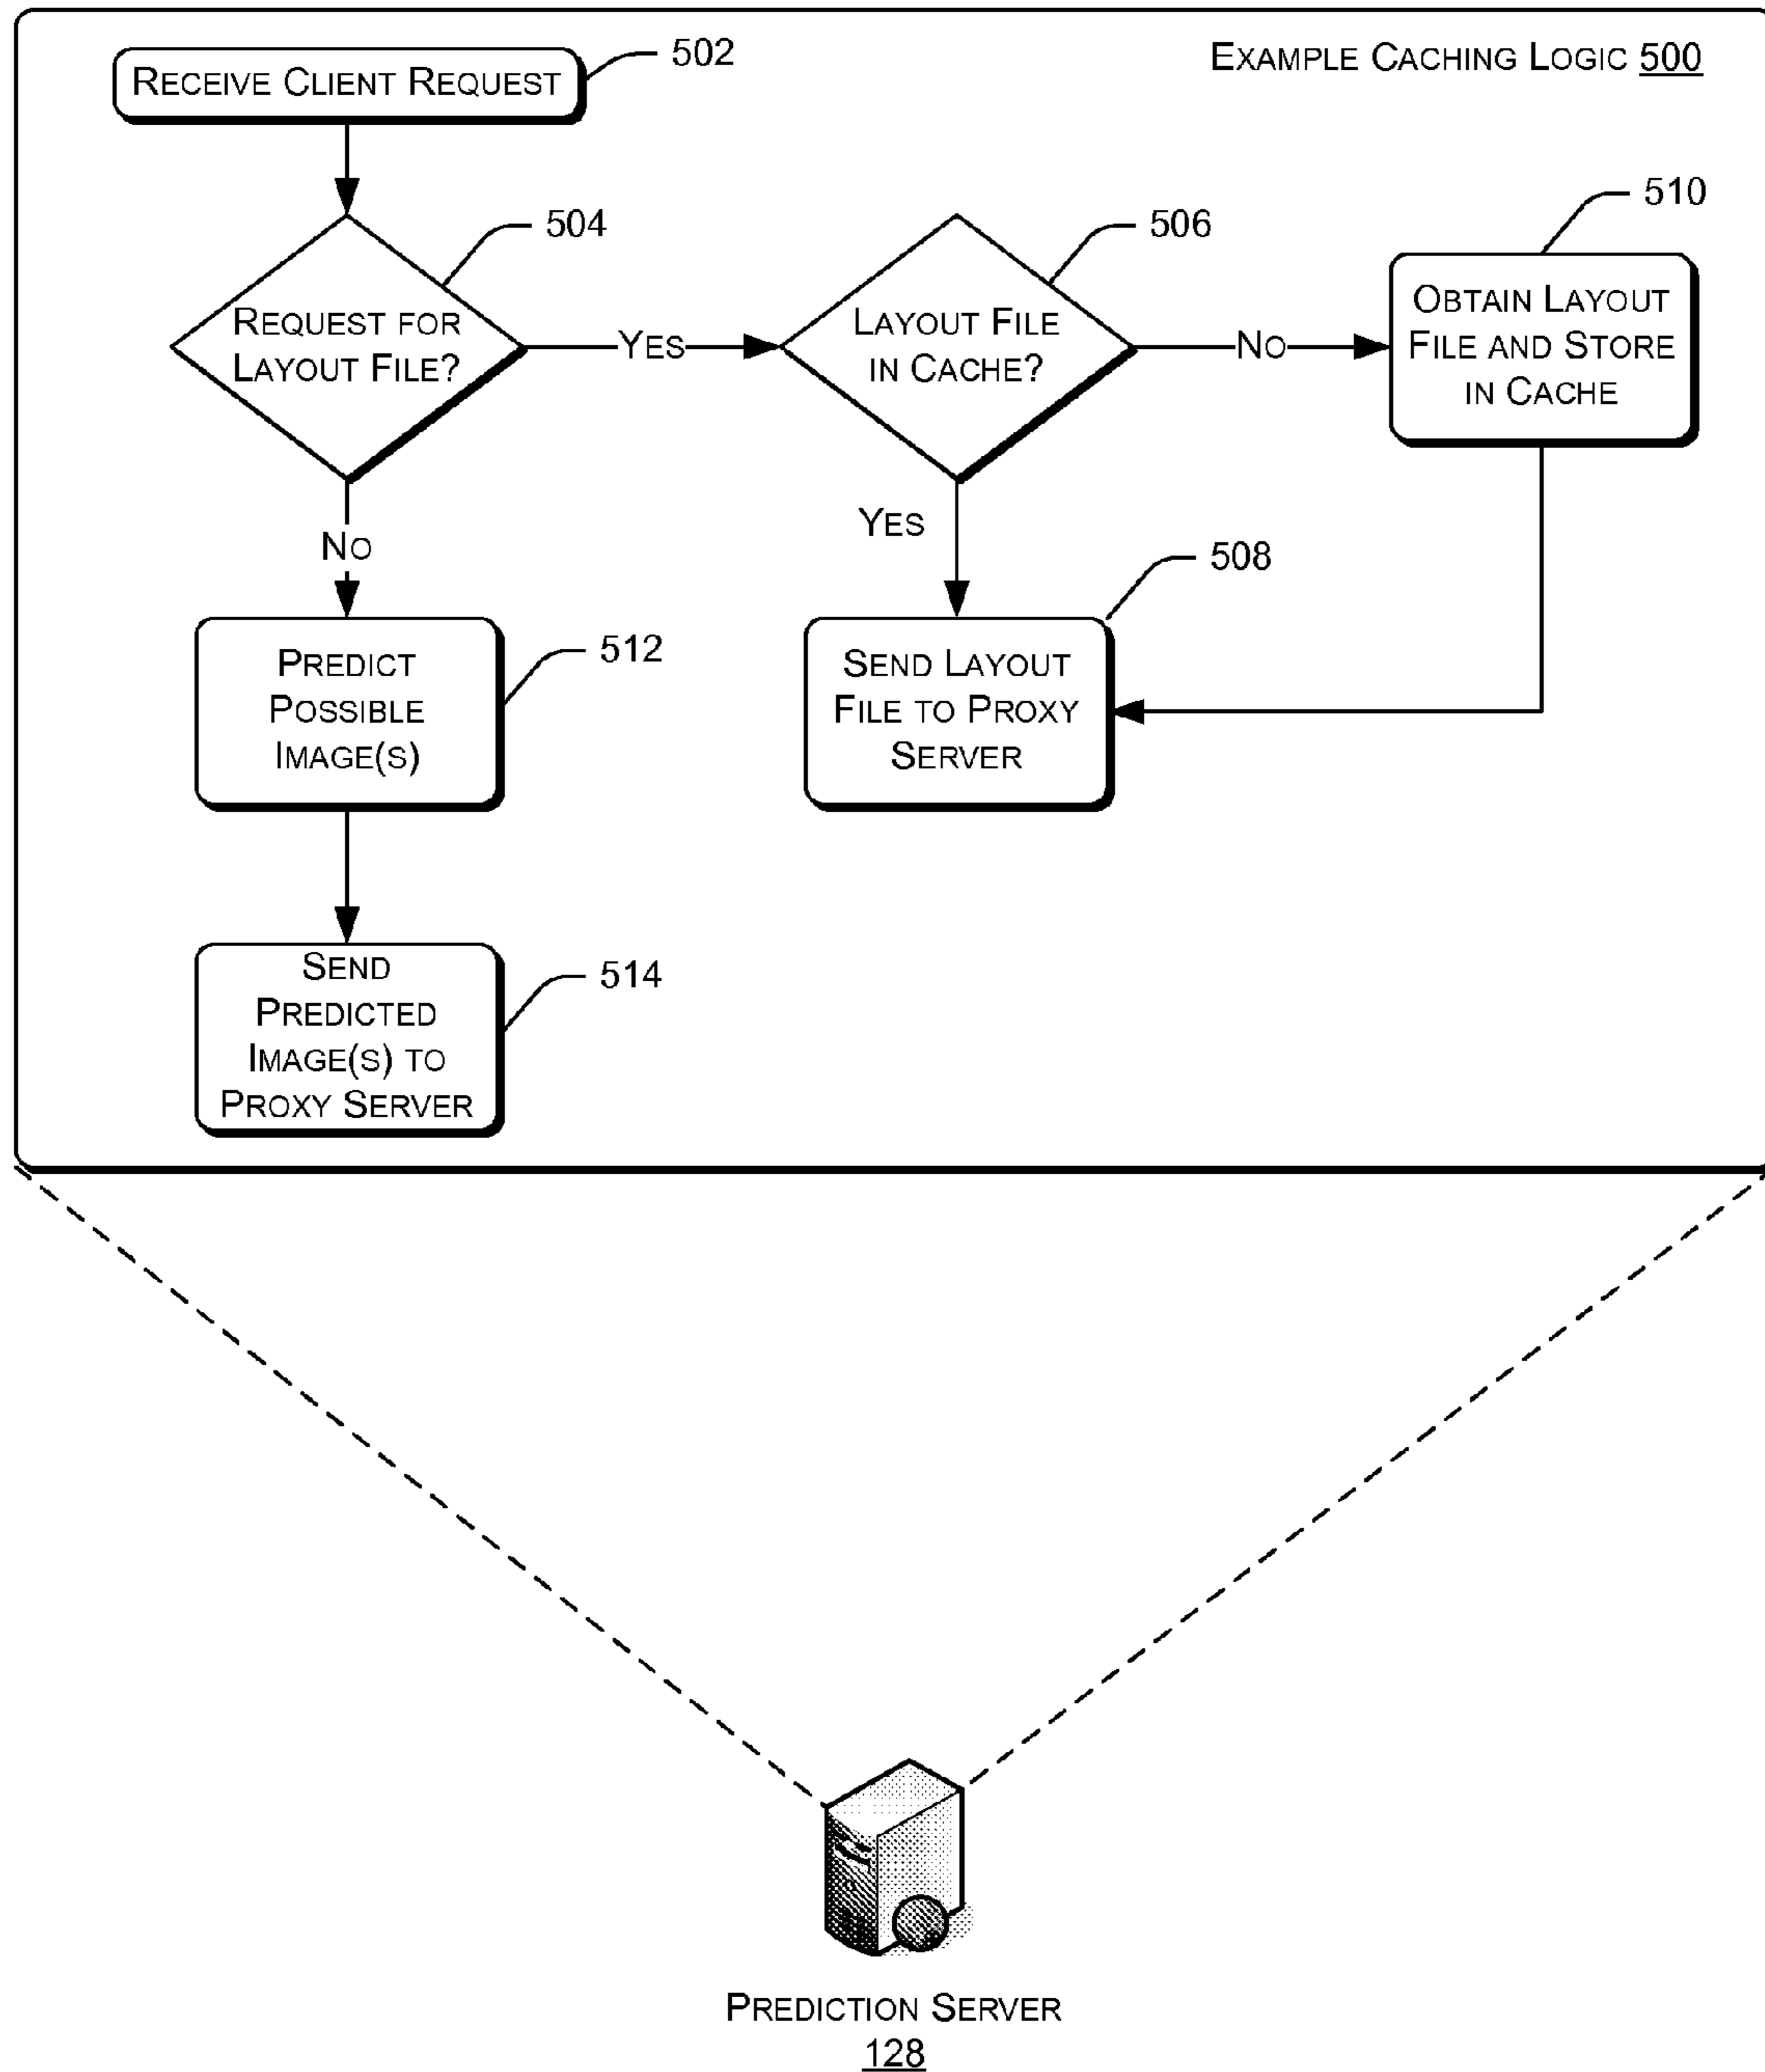 EXAMPLE CACHING LOGIC 500
RECEIVE CLIENT REQUEST
502
504
REQUEST FOR
LAYOUT FILE?
YES
506
LAYOUT FILE
IN CACHE?
NO
510
OBTAIN LAYOUT
FILE AND STORE
IN CACHE
NO
YES
508
SEND LAYOUT
FILE TO PROXY
SERVER
512
PREDICT
POSSIBLE
IMAGE(S)
514
SEND
PREDICTED
IMAGE(S) TO
PROXY SERVER
PREDICTION SERVER
128